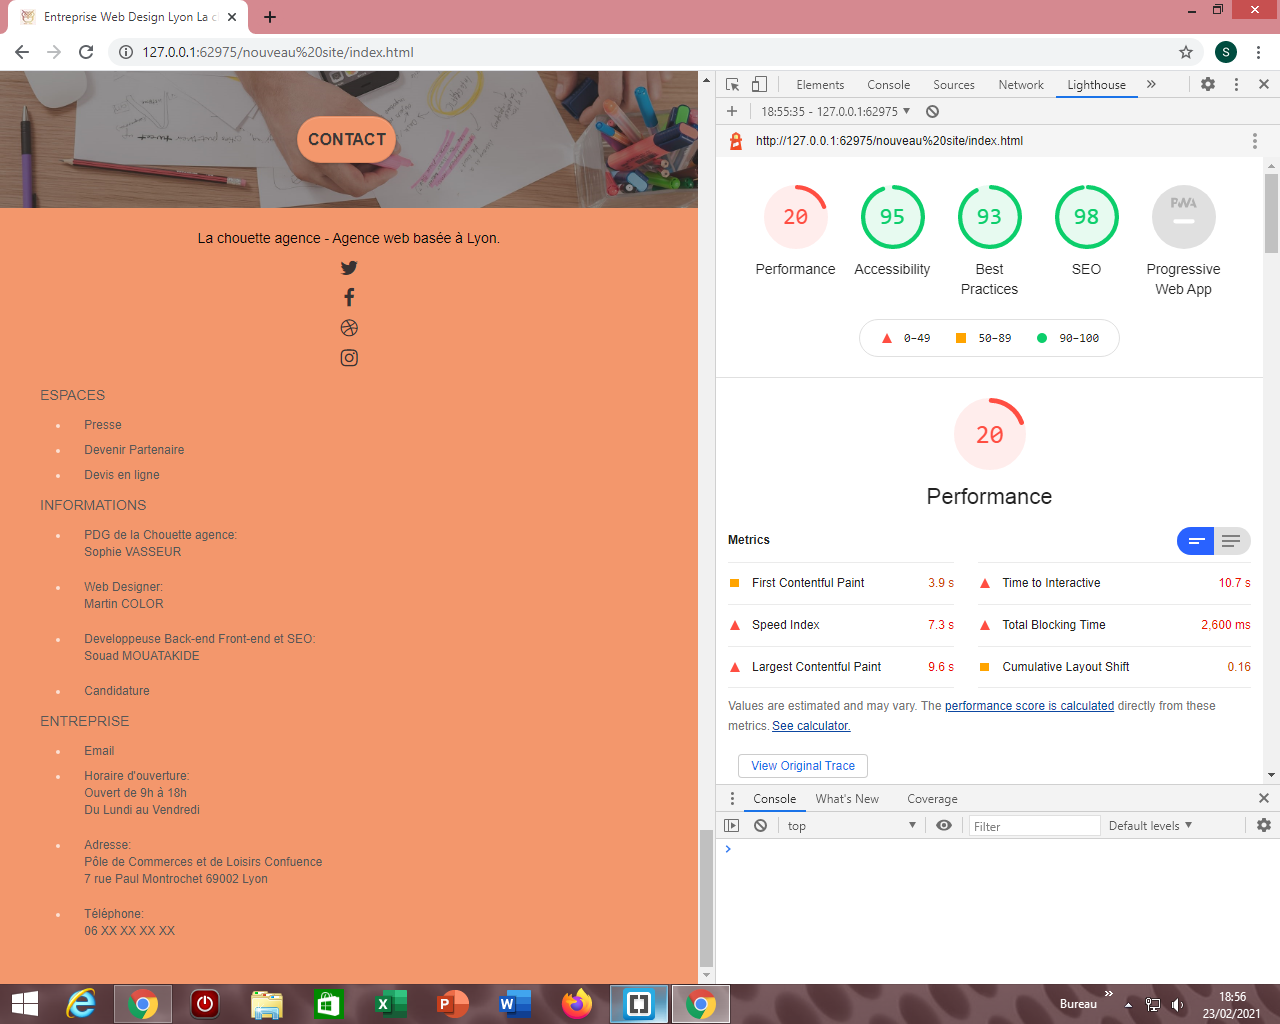 Entreprise Web Design Lyon La c
127.0.0.1:62975/nouveau%20site/index.html
S
CONTACT
La chouette agence - Agence web basée à Lyon.
ESPACES
Presse
Devenir Partenaire
Devis en ligne
INFORMATIONS
PDG de la Chouette agence:
Sophie VASSEUR
Web Designer:
Martin COLOR
Developpeuse Back-end Front-end et SEO:
Souad MOUATAKIDE
Candidature
ENTREPRISE
Email
Horaire d'ouverture:
Ouvert de 9h à 18h
Du Lundi au Vendredi
Adresse:
Pôle de Commerces et de Loisirs Confuence
7 rue Paul Montrochet 69002 Lyon
Téléphone:
06 XX XX XX XX
Elements Console Sources Network Lighthouse
18:55:35 - 127.0.0.1:62975
http://127.0.0.1:62975/nouveau%20site/index.html
20 95 93 98 PWA
Performance Accessibility Best Practices SEO Progressive Web App
0–49 50–89 90–100
20
Performance
Metrics
First Contentful Paint 3.9 s
Time to Interactive 10.7 s
Speed Index 7.3 s
Total Blocking Time 2,600 ms
Largest Contentful Paint 9.6 s
Cumulative Layout Shift 0.16
Values are estimated and may vary. The performance score is calculated directly from these
metrics. See calculator.
View Original Trace
Console What's New Coverage
top Filter Default levels
Bureau
18:56
23/02/2021